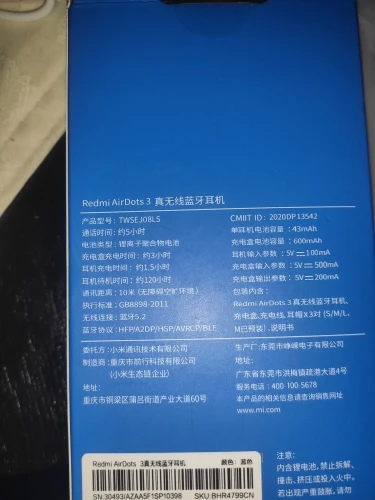 Redmi AirDots 3 真无线蓝牙耳机
产品型号：TWSEJ08LS
通话时间：约5小时
电池类型：锂离子聚合物电池
充电盒充电时间：约3小时
耳机充电时间：约1.5小时
耳机待机时间：约120小时
通讯距离：10米（无障碍空旷环境）
执行标准：GB8898-2011
无线连接：蓝牙5.2
蓝牙协议：HFP/A2DP/HSP/AVRCP/BLE
CMIIT ID：2020DP13542
单耳机电池容量：43mAh
充电盒电池容量：600mAh
耳机输入参数：5V⎓100mA
充电盒输入参数：5V⎓500mA
充电盒输出参数：5V⎓200mA
包装内容：
Redmi AirDots 3 真无线蓝牙耳机、
充电盒、充电线、耳帽X3对（S/M/L、
M已预装）、说明书
委托方：小米通讯技术有限公司
制造商：重庆市前行科技有限公司
（小米生态链企业）
地址：
重庆市铜梁区蒲吕街道产业大道60号
生产厂：东莞市峥嵘电子有限公司
地址：
广东省东莞市洪梅镇疏港大道4号
服务电话：400-100-5678
更多产品相关信息请查询销售网址
www.mi.com
Redmi AirDots 3真无线蓝牙耳机
颜色：蓝色
SN:30493/AZAA5F1SP10398
SKU:BHR4799CN
注意：
内含锂电池，禁止拆解、
撞击、挤压或投入火中。
若出现严重鼓胀，请勿